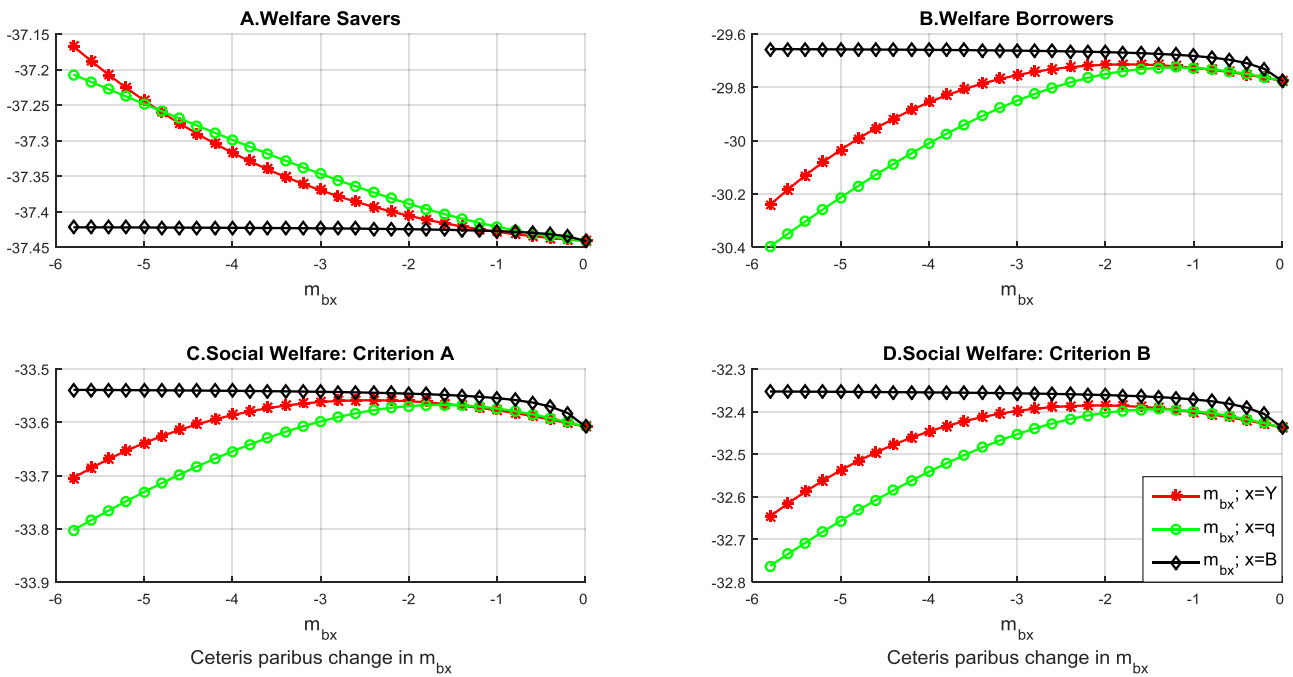 A.Welfare Savers
-37.15
-37.2
-37.25
-37.3
-37.35
-37.4
-37.45
-6 -5 -4 -3 -2 -1 0
m_bx
B.Welfare Borrowers
-29.6
-29.8
-30
-30.2
-30.4
-6 -5 -4 -3 -2 -1 0
m_bx
C.Social Welfare: Criterion A
-33.5
-33.6
-33.7
-33.8
-33.9
-6 -5 -4 -3 -2 -1 0
m_bx
Ceteris paribus change in m_bx
D.Social Welfare: Criterion B
-32.3
-32.4
-32.5
-32.6
-32.7
-32.8
m_bx; x=Y
m_bx; x=q
m_bx; x=B
-6 -5 -4 -3 -2 -1 0
m_bx
Ceteris paribus change in m_bx